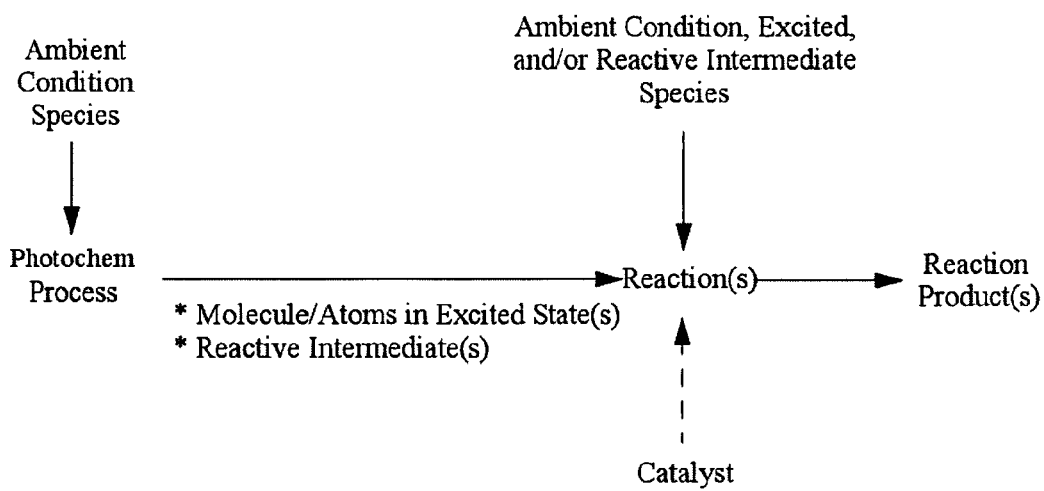 Ambient
Condition
Species
Ambient Condition, Excited,
and/or Reactive Intermediate
Species
Photochem
Process
* Molecule/Atoms in Excited State(s)
* Reactive Intermediate(s)
Reaction(s)
Reaction
Product(s)
Catalyst